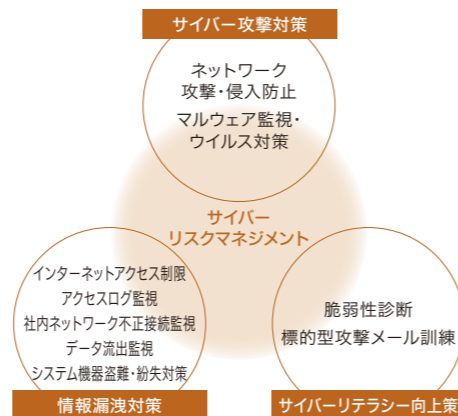 サイバー攻撃対策
ネットワーク
攻撃・侵入防止
マルウェア監視・
ウイルス対策
サイバー
リスクマネジメント
インターネットアクセス制限
アクセスログ監視
社内ネットワーク不正接続監視
データ流出監視
システム機器盗難・紛失対策
情報漏洩対策
脆弱性診断
標的型攻撃メール訓練
サイバーリテラシー向上策